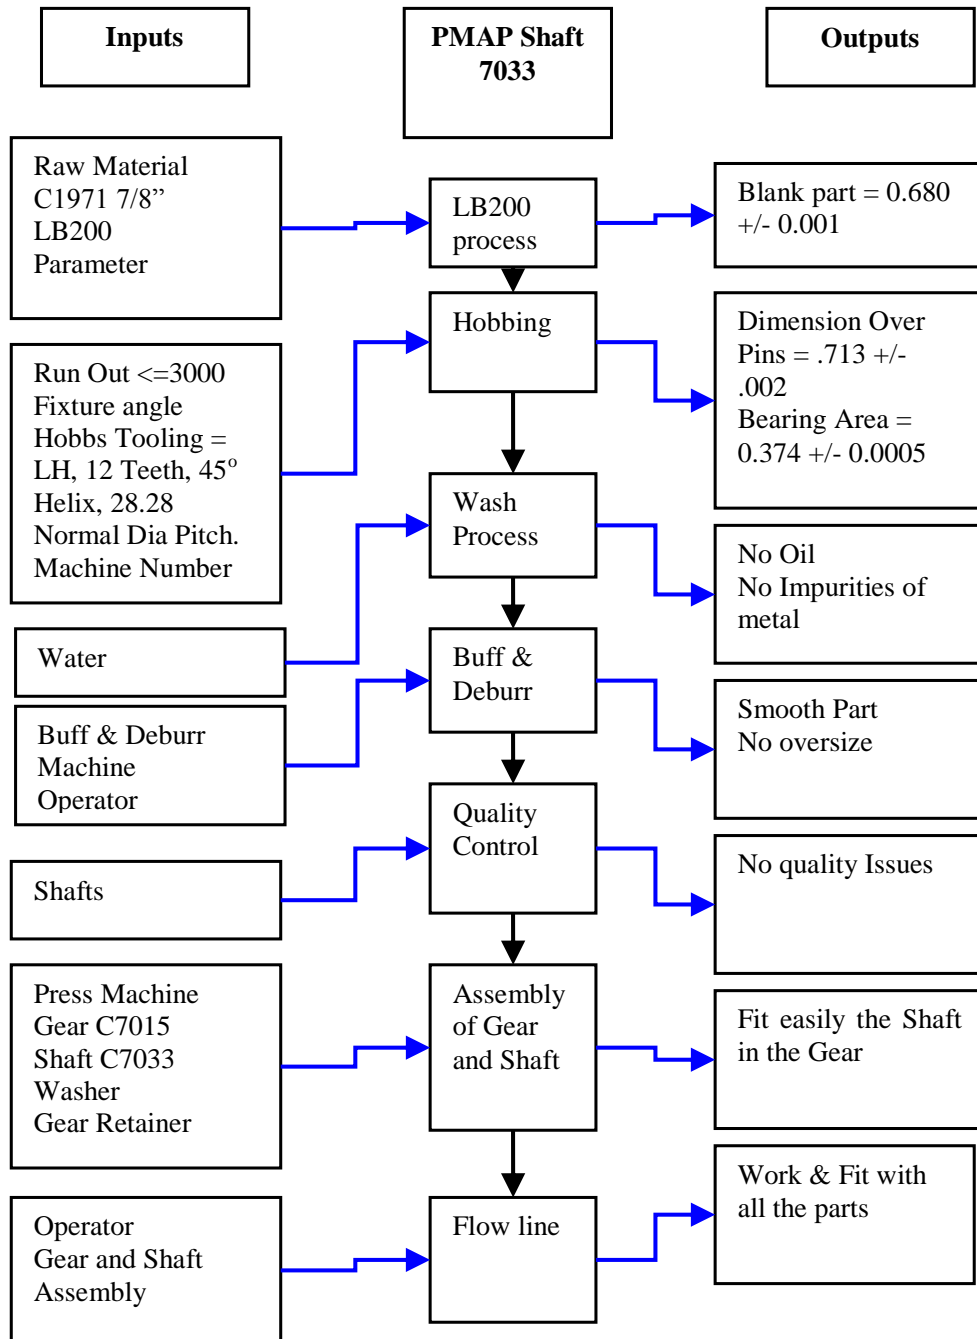 Inputs
PMAP Shaft
7033
Outputs
Raw Material
C1971 7/8”
LB200
Parameter
LB200
process
Blank part = 0.680
+/- 0.001
Run Out <=3000
Fixture angle
Hobbs Tooling =
LH, 12 Teeth, 45°
Helix, 28.28
Normal Dia Pitch.
Machine Number
Hobbing
Dimension Over
Pins = .713 +/-
.002
Bearing Area =
0.374 +/- 0.0005
Water
Wash
Process
No Oil
No Impurities of
metal
Buff & Deburr
Machine
Operator
Buff &
Deburr
Smooth Part
No oversize
Shafts
Quality
Control
No quality Issues
Press Machine
Gear C7015
Shaft C7033
Washer
Gear Retainer
Assembly
of Gear
and Shaft
Fit easily the Shaft
in the Gear
Operator
Gear and Shaft
Assembly
Flow line
Work & Fit with
all the parts